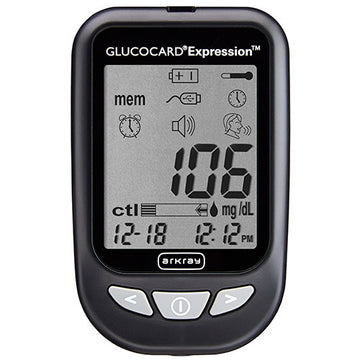 GLUCOCARD®Expression™
mem
106
ctl mg/dL
12-18 12:12 PM
arkray